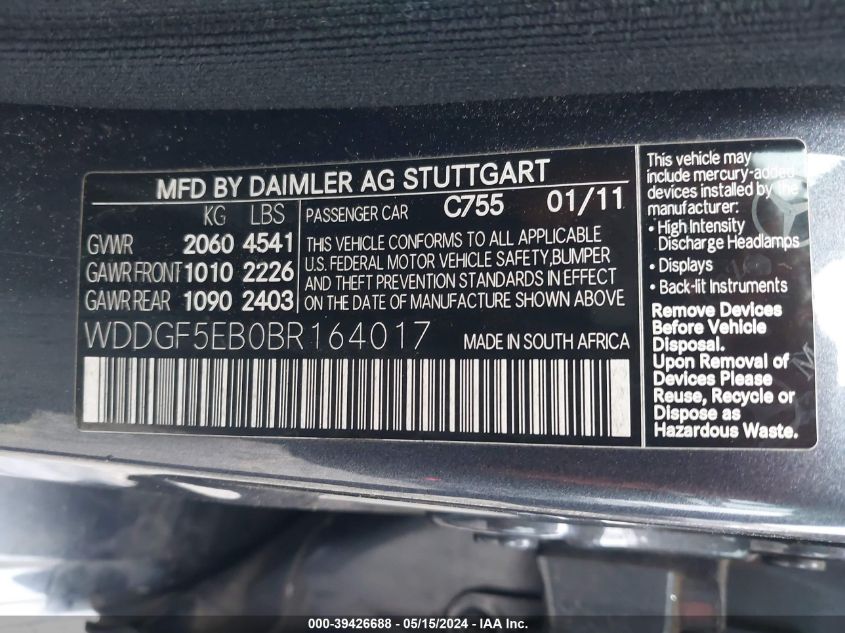 MFD BY DAIMLER AG STUTTGART
KG LBS
GVWR 2060 4541
GAWR FRONT 1010 2226
GAWR REAR 1090 2403
PASSENGER CAR C755 01/11
THIS VEHICLE CONFORMS TO ALL APPLICABLE
U.S. FEDERAL MOTOR VEHICLE SAFETY,BUMPER
AND THEFT PREVENTION STANDARDS IN EFFECT
ON THE DATE OF MANUFACTURE SHOWN ABOVE
WDDGF5EB0BR164017 MADE IN SOUTH AFRICA
This vehicle may
include mercury-added
devices installed by the
manufacturer:
• High Intensity
Discharge Headlamps
• Displays
• Back-lit Instruments
Remove Devices
Before Vehicle
Disposal.
Upon Removal of
Devices Please
Reuse, Recycle or
Dispose as
Hazardous Waste.
000-39426688 - 05/15/2024 - IAA Inc.